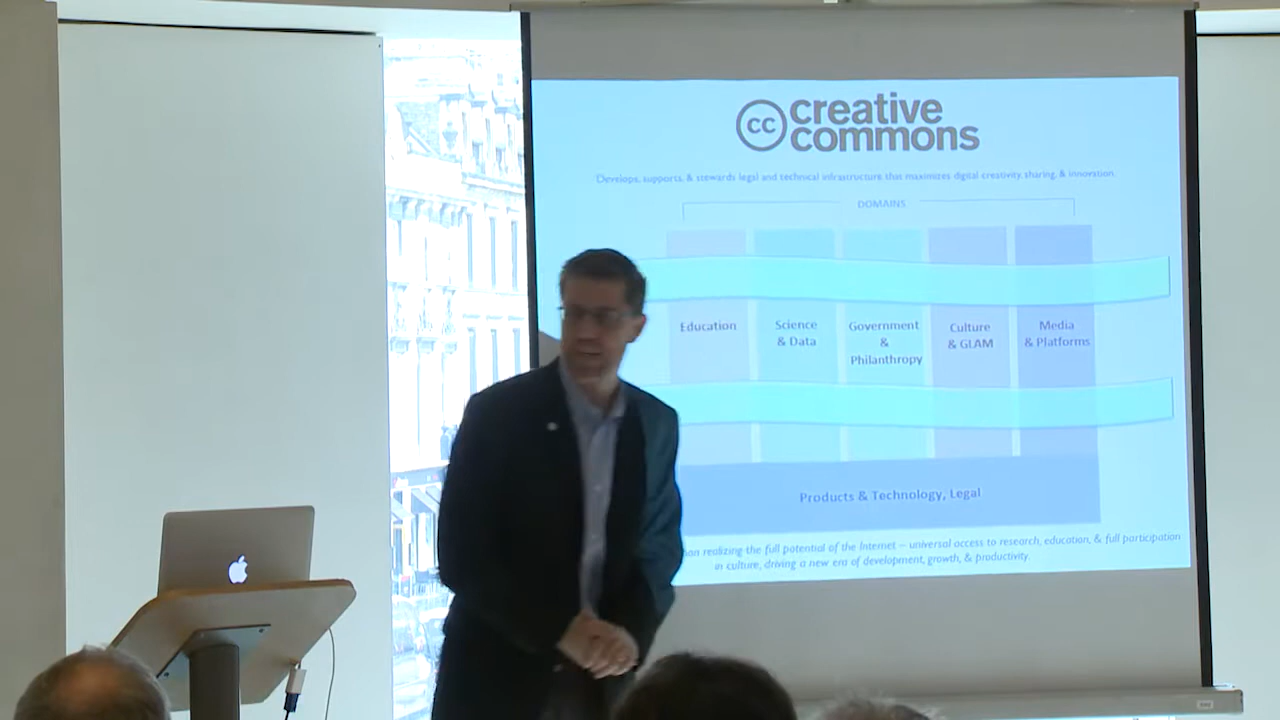 cc creative
commons
Develops, supports, & stewards legal and technical infrastructure that maximizes digital creativity, sharing, & innovation.
DOMAINS
Education
Science
& Data
Government
&
Philanthropy
Culture
& GLAM
Media
& Platforms
Products & Technology, Legal
realizing the full potential of the Internet – universal access to research, education, & full participation
in culture, driving a new era of development, growth, & productivity.